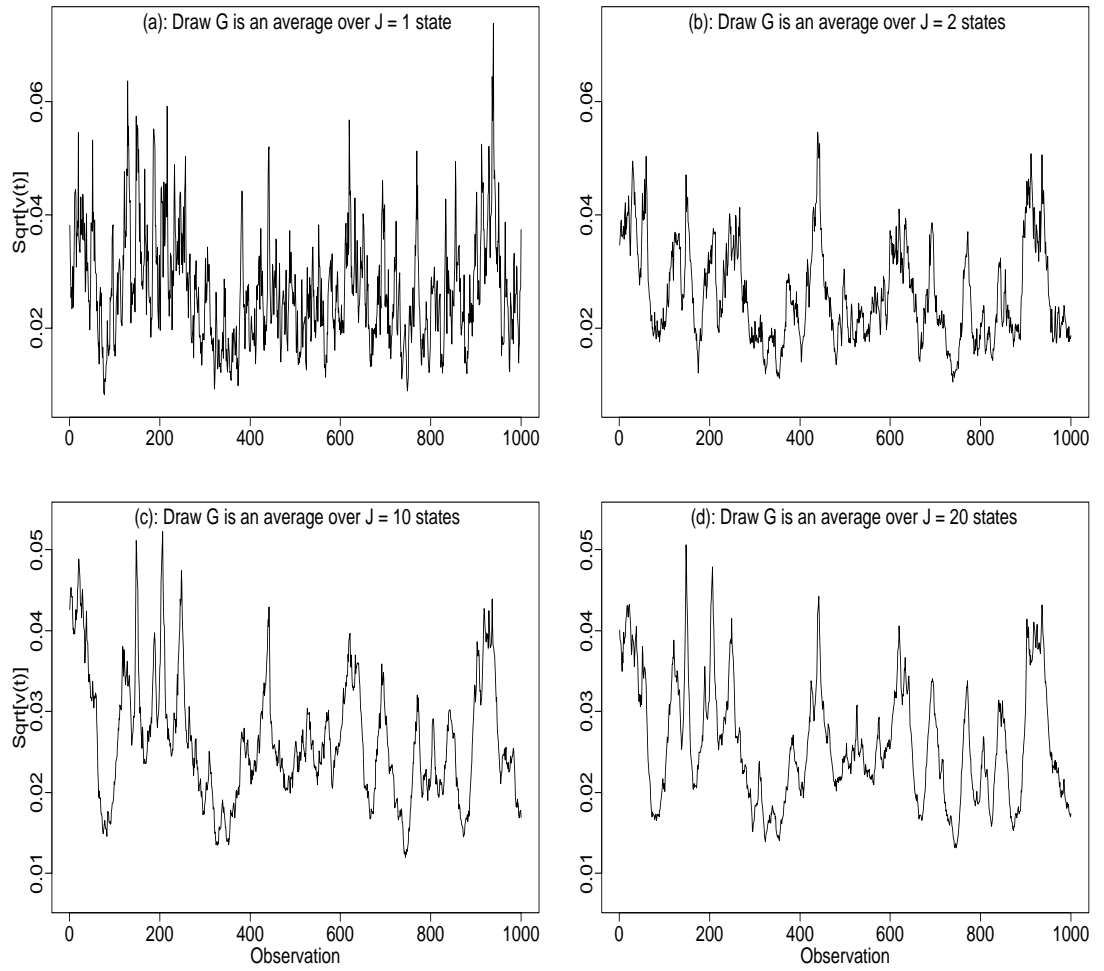 (a): Draw G is an average over J = 1 state
(b): Draw G is an average over J = 2 states
Sqrt[v(t)]
0.06
0.04
0.02
0 200 400 600 800 1000
0.06
0.04
0.02
0 200 400 600 800 1000
(c): Draw G is an average over J = 10 states
(d): Draw G is an average over J = 20 states
Sqrt[v(t)]
0.05
0.04
0.03
0.02
0.01
0 200 400 600 800 1000
Observation
0.05
0.04
0.03
0.02
0.01
0 200 400 600 800 1000
Observation